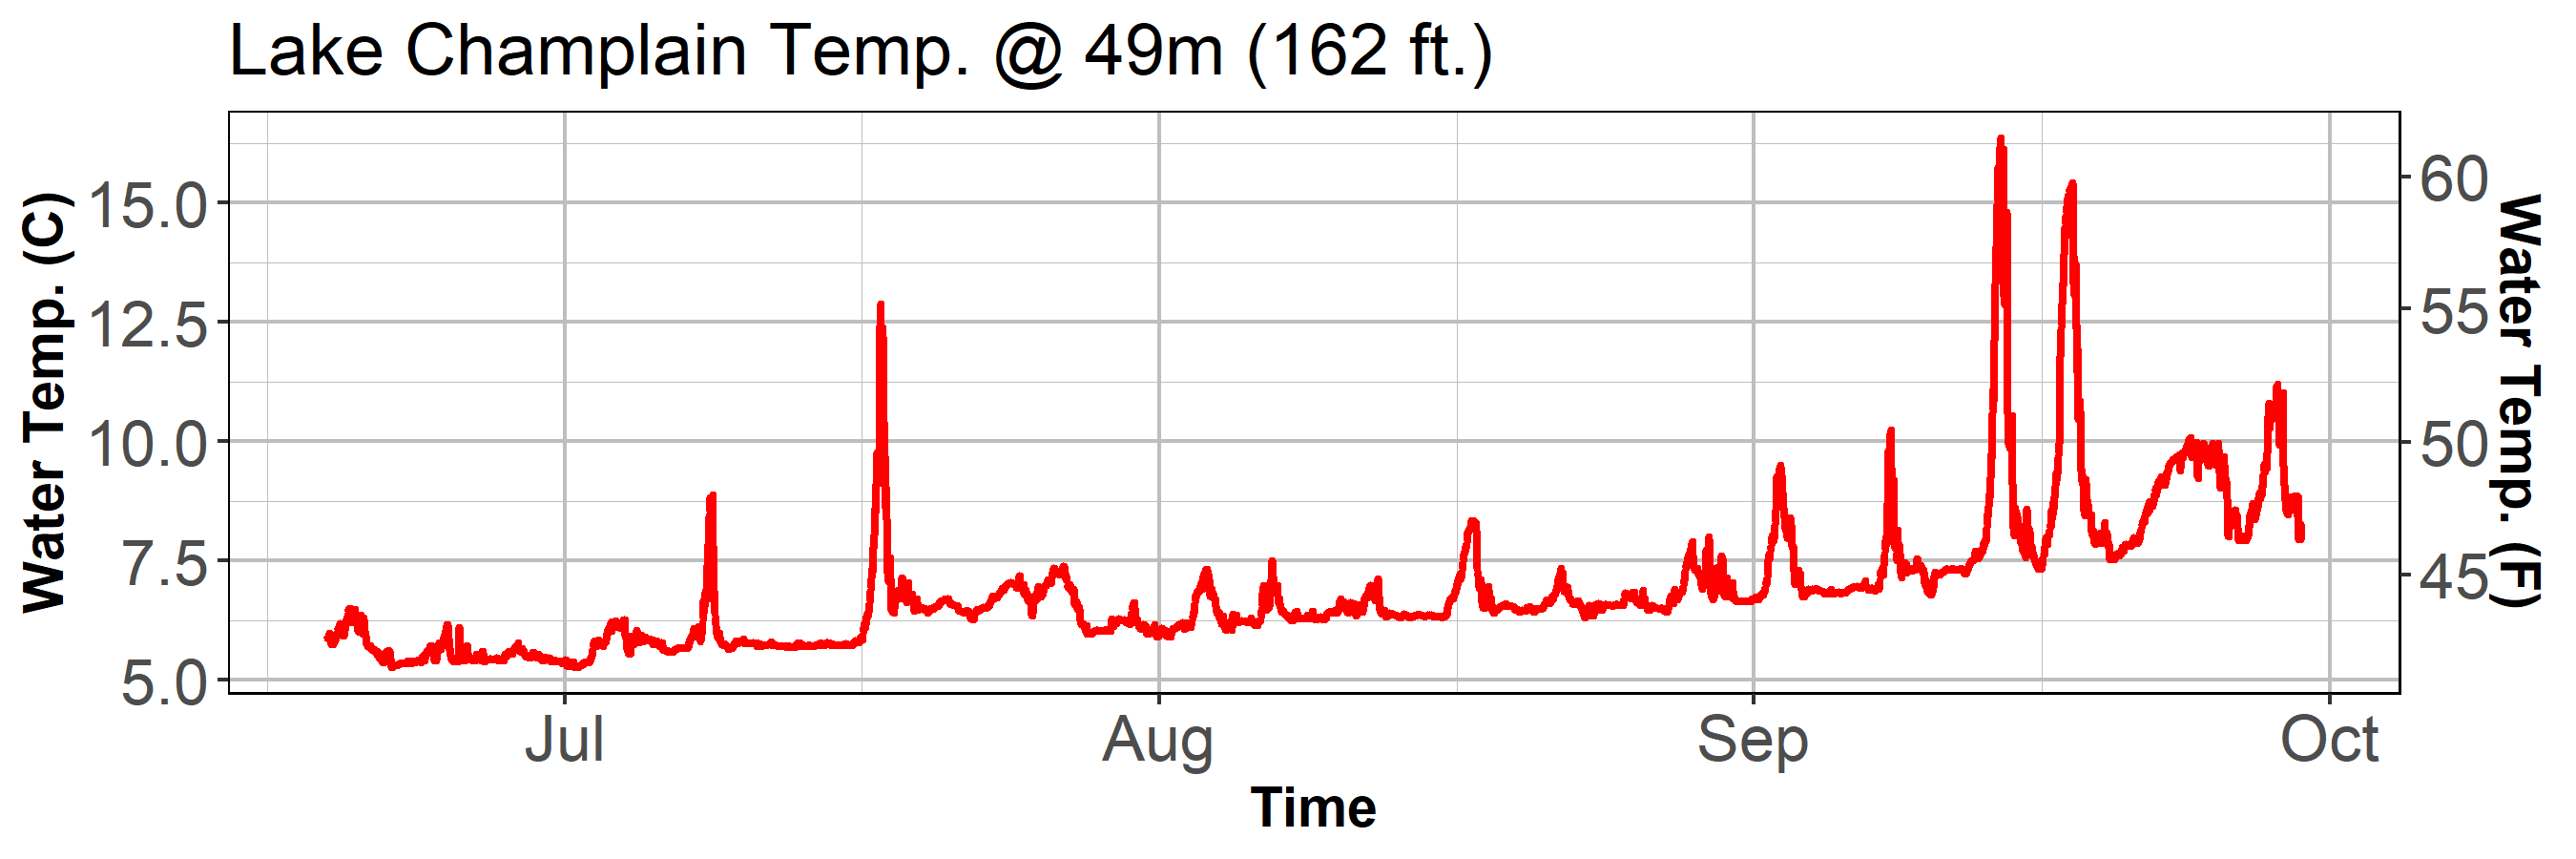 Lake Champlain Temp. @ 49m (162 ft.)
Water Temp. (C)
15.0
12.5
10.0
7.5
5.0
60
55
50
45
Water Temp. (F)
Jul Aug Sep Oct
Time